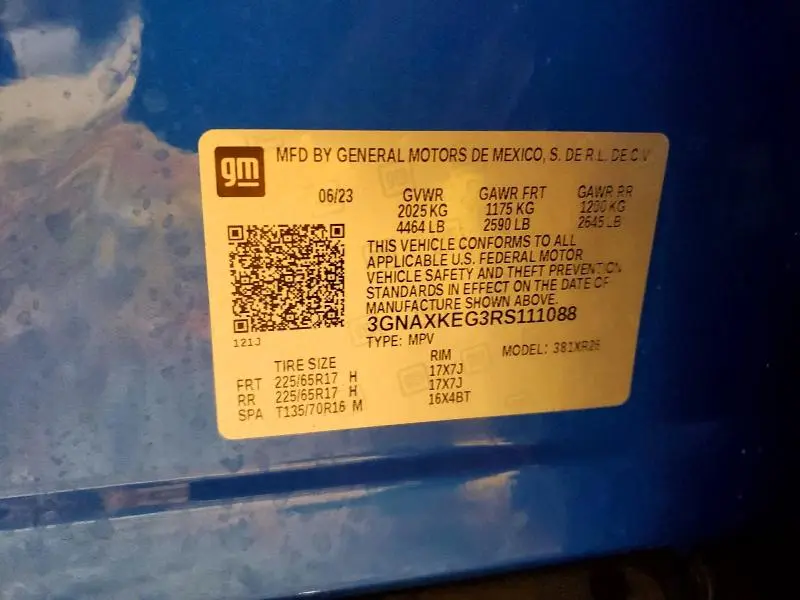 gm MFD BY GENERAL MOTORS DE MEXICO, S. DE R.L. DE C.V
06/23 GVWR GAWR FRT GAWR RR
2025 KG 1175 KG 1200 KG
4464 LB 2590 LB 2645 LB
THIS VEHICLE CONFORMS TO ALL
APPLICABLE U.S. FEDERAL MOTOR
VEHICLE SAFETY AND THEFT PREVENTION
STANDARDS IN EFFECT ON THE DATE OF
MANUFACTURE SHOWN ABOVE.
3GNAXKEG3RS111088
121J
TYPE: MPV MODEL: 381XR26
TIRE SIZE RIM
FRT 225/65R17 H 17X7J
RR 225/65R17 H 17X7J
SPA T135/70R16 M 16X4BT